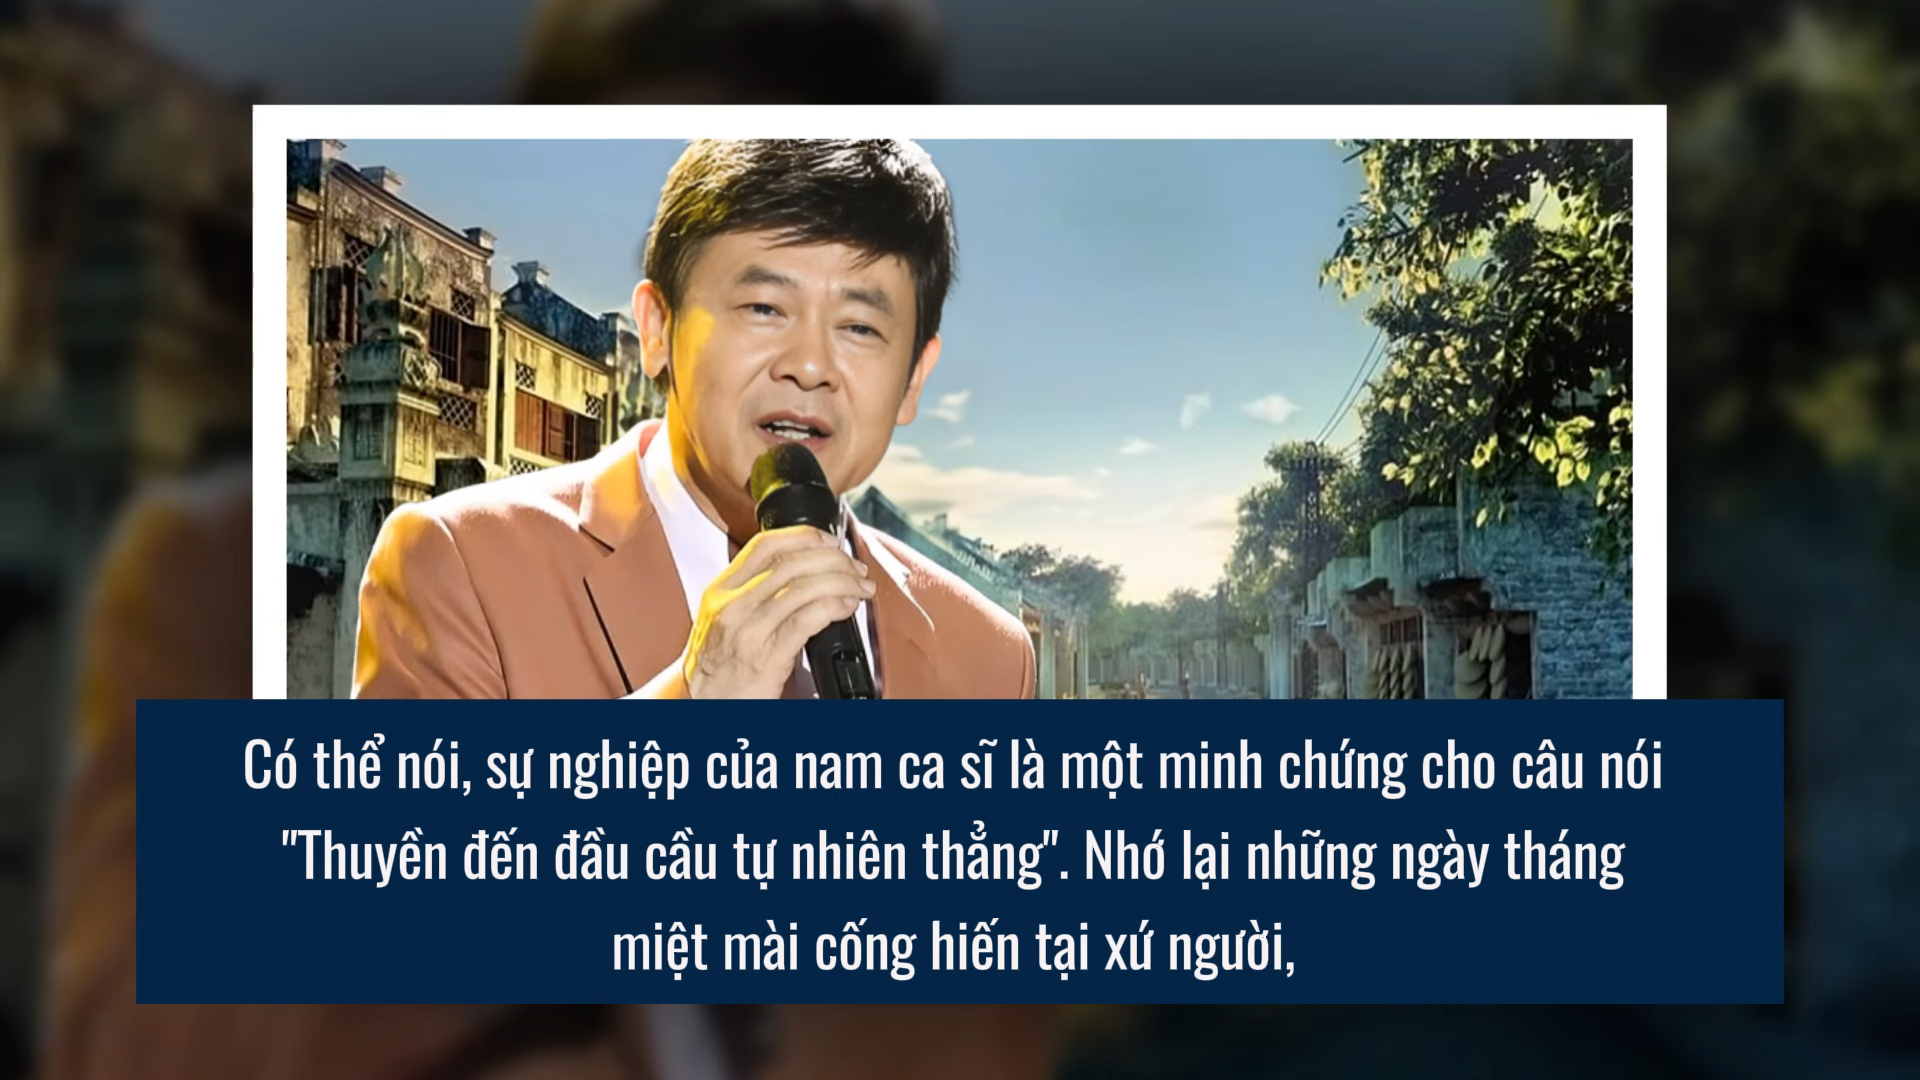 Có thể nói, sự nghiệp của nam ca sĩ là một minh chứng cho câu nói
"Thuyền đến đầu cầu tự nhiên thẳng". Nhớ lại những ngày tháng
miệt mài cống hiến tại xứ người,